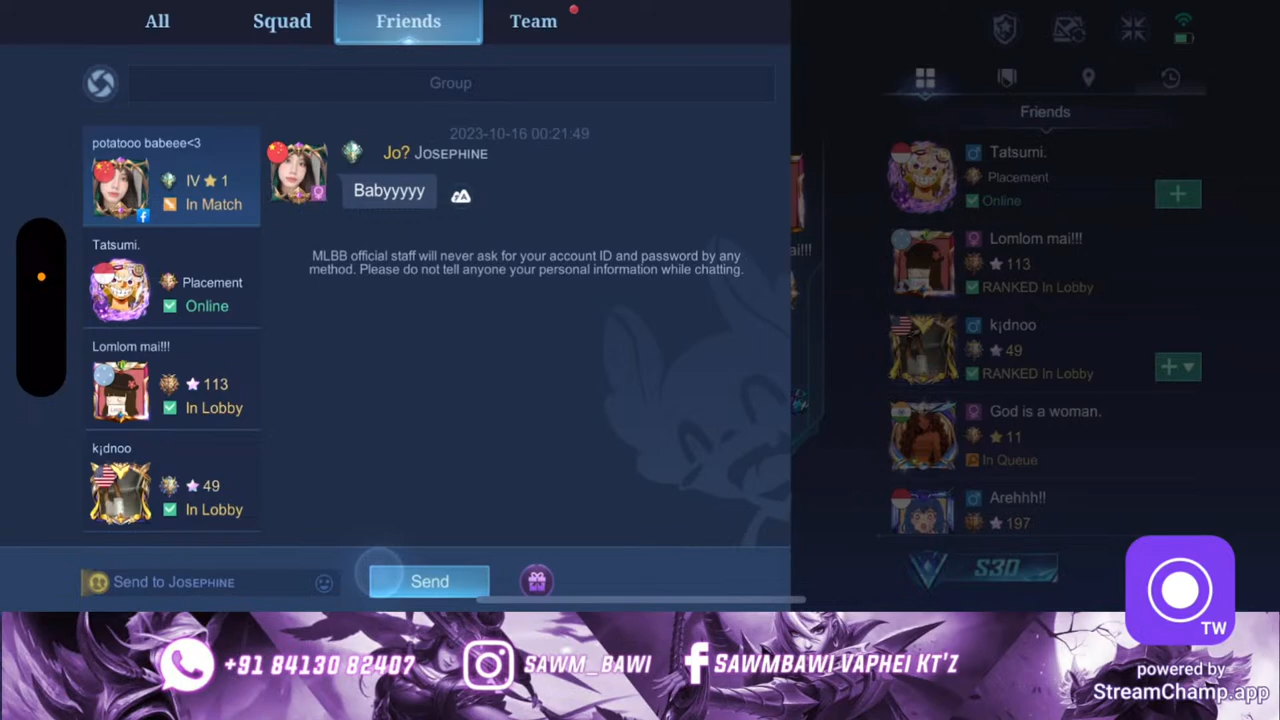 All Squad Friends Team
Group
2023-10-16 00:21:49
potatooo babeee<3
IV 1
In Match
Jo? JOSEPHINE
Babyyyyy
MLBB official staff will never ask for your account ID and password by any
method. Please do not tell anyone your personal information while chatting.
Tatsumi.
Placement
Online
Lomlom mai!!!
113
In Lobby
k¡dnoo
49
In Lobby
Send to JOSEPHINE
Send
ai!!!
Friends
Tatsumi.
Placement
Online
Lomlom mai!!!
113
RANKED In Lobby
k¡dnoo
49
RANKED In Lobby
God is a woman.
11
In Queue
Arehhh!!
197
S30
TW
+91 84130 82407
SAWM_BAWI
SAWMBAWI VAPHEI KT'Z
powered by
StreamChamp.app